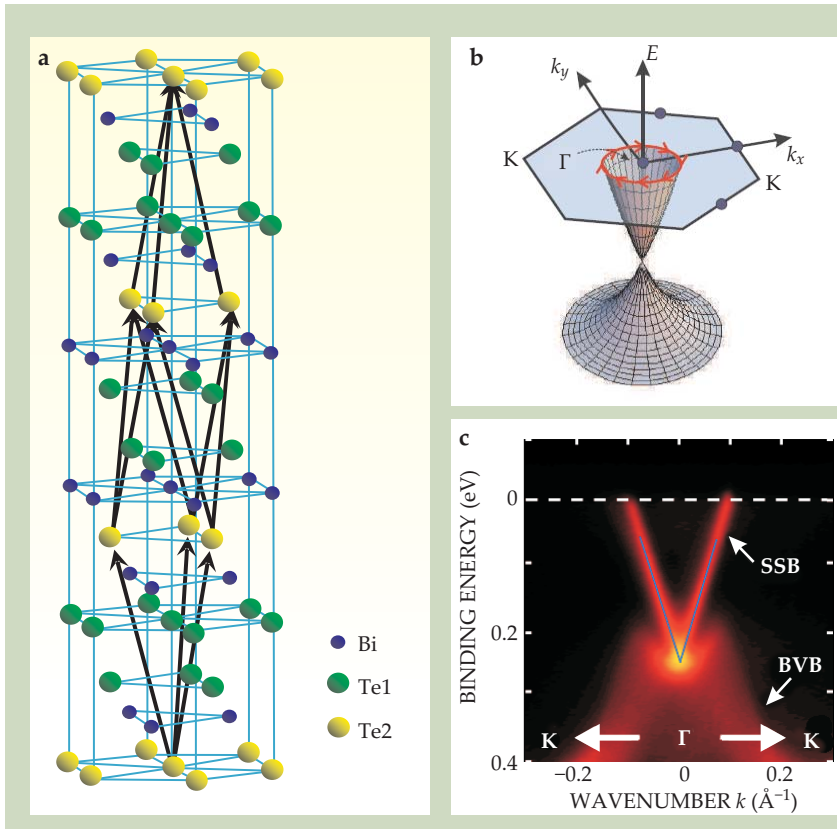 a
Bi
Te1
Te2
b
E
k_y
K
Γ
k_x
K
c
BINDING ENERGY (eV)
0
0.2
0.4
SSB
BVB
K Γ K
−0.2 0 0.2
WAVENUMBER k (Å⁻¹)